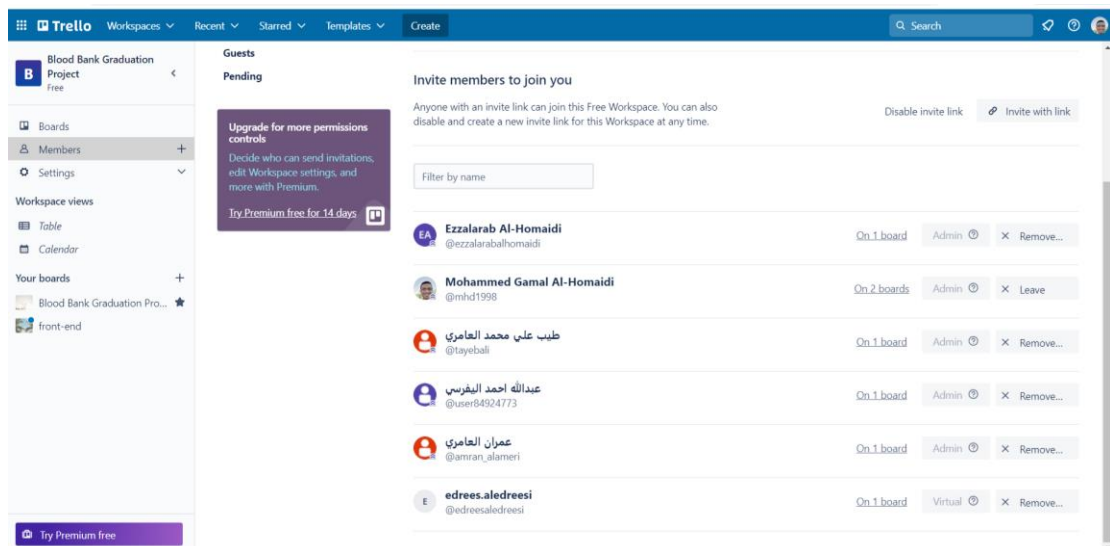 Trello
Workspaces
Recent
Starred
Templates
Create
Search
B
Blood Bank Graduation
Project
Free
Boards
Members
Settings
Workspace views
Table
Calendar
Your boards
Blood Bank Graduation Pro...
front-end
Try Premium free
Guests
Pending
Upgrade for more permissions
controls
Decide who can send invitations,
edit Workspace settings, and
more with Premium.
Try Premium free for 14 days
Invite members to join you
Anyone with an invite link can join this Free Workspace. You can also
disable and create a new invite link for this Workspace at any time.
Disable invite link
Invite with link
Filter by name
EA
Ezzalarab Al-Homaidi
@ezzalarabalhomaidi
On 1 board
Admin
Remove...
Mohammed Gamal Al-Homaidi
@mhd1998
On 2 boards
Admin
Leave
طيب علي محمد العامري
@tayebali
On 1 board
Admin
Remove...
عبدالله احمد اليفرسي
@user84924773
On 1 board
Admin
Remove...
عمران العامري
@amran_alameri
On 1 board
Admin
Remove...
E
edrees.aledreesi
@edreesaledreesi
On 1 board
Virtual
Remove...